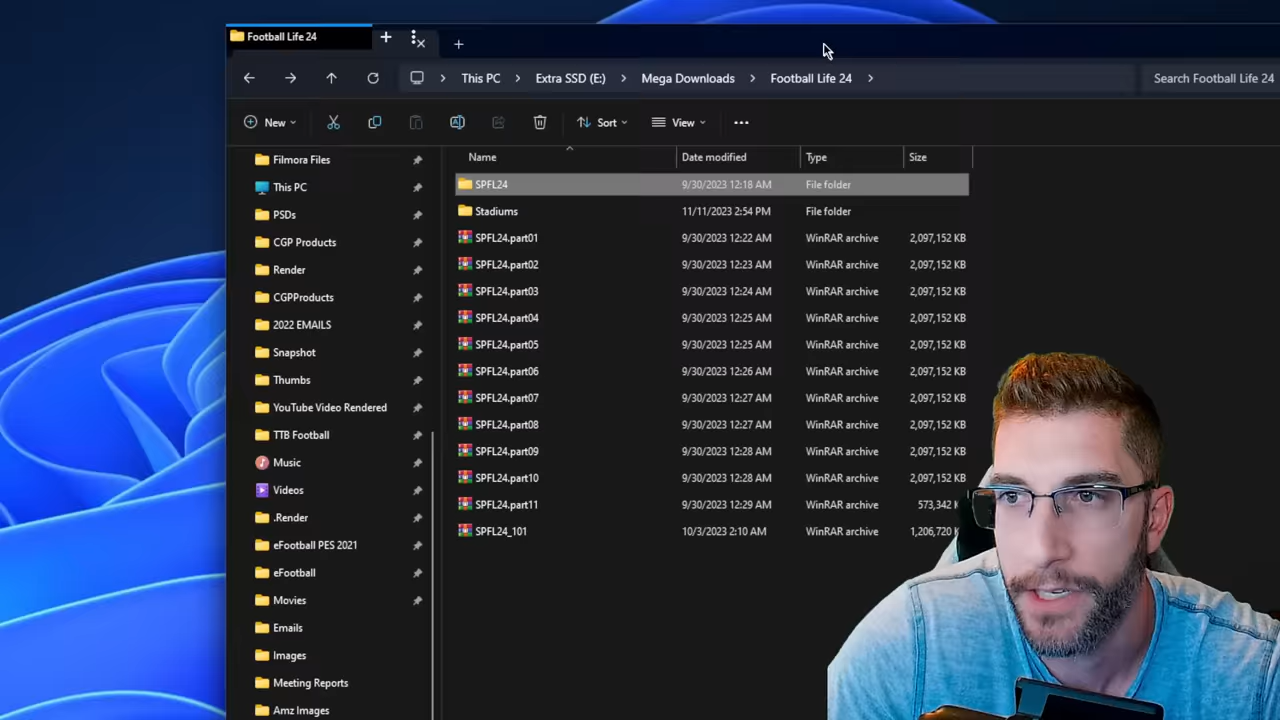 Football Life 24
This PC > Extra SSD (E:) > Mega Downloads > Football Life 24 >
Search Football Life 24
New
Sort
View
Name Date modified Type Size
Filmora Files
This PC
PSDs
CGP Products
Render
CGPProducts
2022 EMAILS
Snapshot
Thumbs
YouTube Video Rendered
TTB Football
Music
Videos
.Render
eFootball PES 2021
eFootball
Movies
Emails
Images
Meeting Reports
Amz Images
SPFL24 9/30/2023 12:18 AM File folder
Stadiums 11/11/2023 2:54 PM File folder
SPFL24.part01 9/30/2023 12:22 AM WinRAR archive 2,097,152 KB
SPFL24.part02 9/30/2023 12:23 AM WinRAR archive 2,097,152 KB
SPFL24.part03 9/30/2023 12:24 AM WinRAR archive 2,097,152 KB
SPFL24.part04 9/30/2023 12:25 AM WinRAR archive 2,097,152 KB
SPFL24.part05 9/30/2023 12:25 AM WinRAR archive 2,097,152 KB
SPFL24.part06 9/30/2023 12:26 AM WinRAR archive 2,097,152 KB
SPFL24.part07 9/30/2023 12:27 AM WinRAR archive 2,097,152 KB
SPFL24.part08 9/30/2023 12:27 AM WinRAR archive 2,097,152 KB
SPFL24.part09 9/30/2023 12:28 AM WinRAR archive 2,097,152 KB
SPFL24.part10 9/30/2023 12:28 AM WinRAR archive 2,097,152 KB
SPFL24.part11 9/30/2023 12:29 AM WinRAR archive 573,342 K
SPFL24_101 10/3/2023 2:10 AM WinRAR archive 1,206,720 K